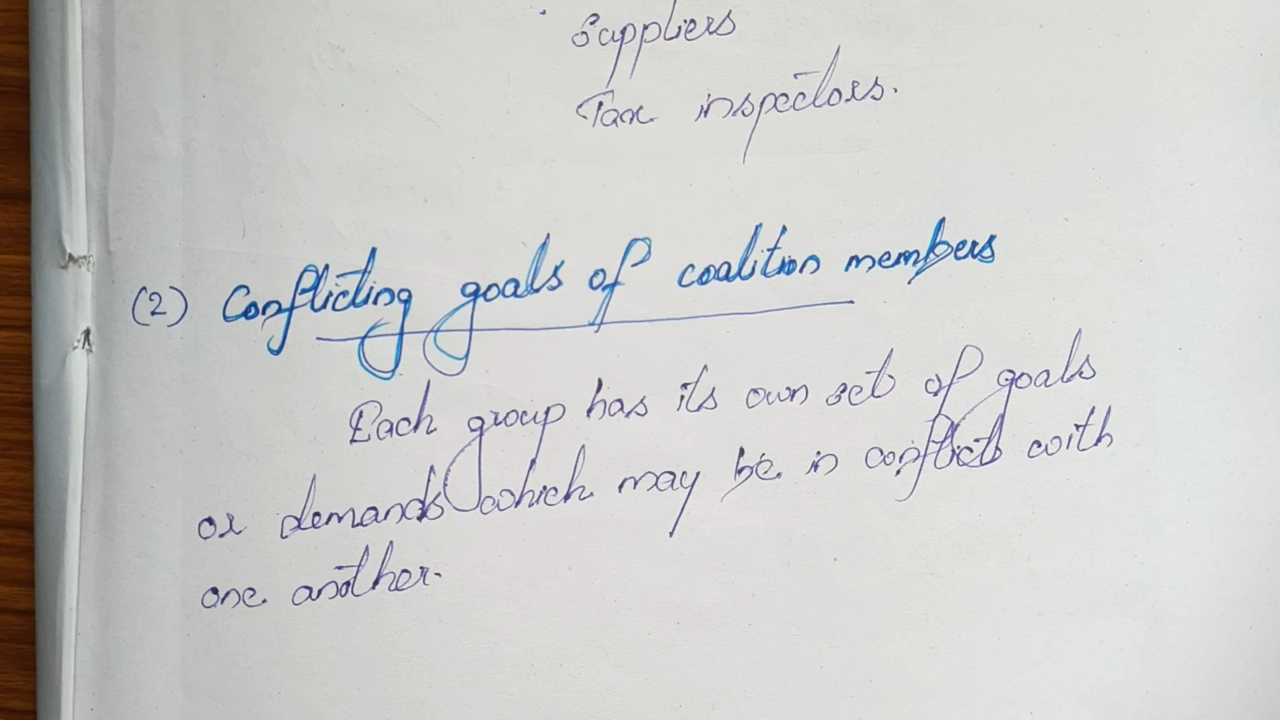 Suppliers
Tax inspectors.
(2) Conflicting goals of coalition members
Each group has its own set of goals
or demands which may be in conflict with
one another.